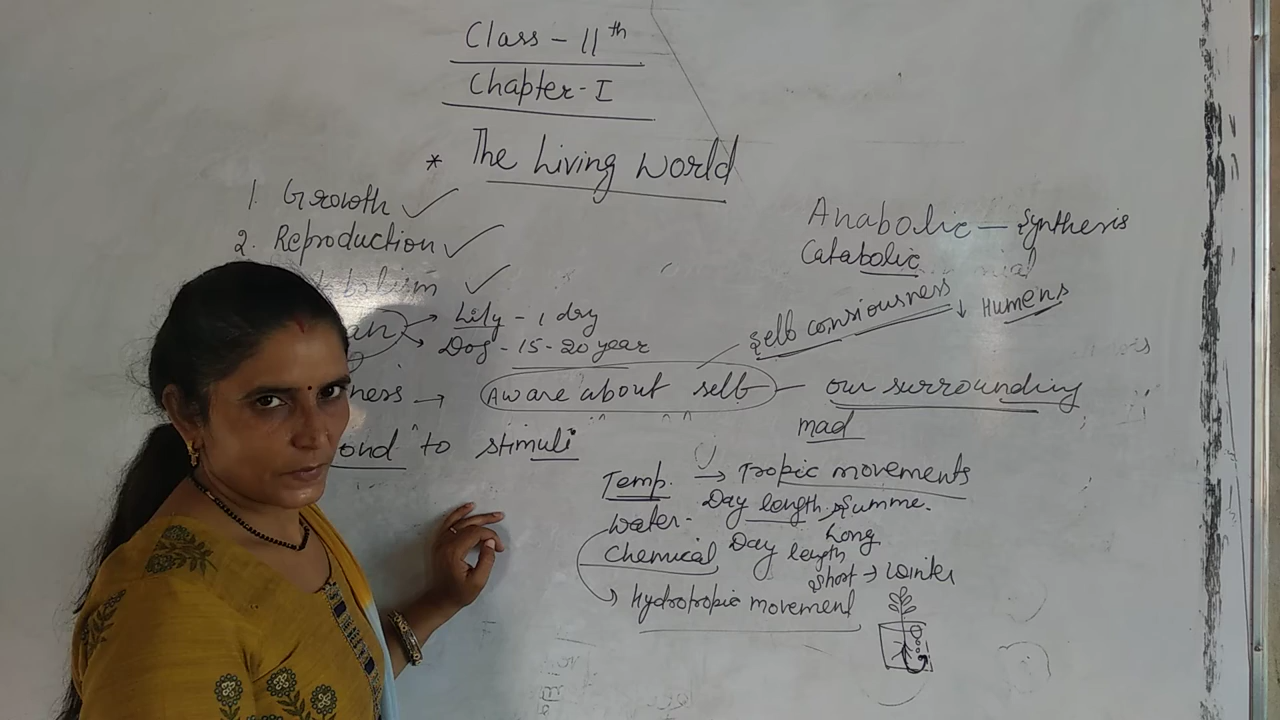 Class - 11th
Chapter - I
* The Living World
1. Growth ✓
2. Reproduction ✓
Anabolic — Synthesis
Catabolic
Lily - 1 day
Dog - 15-20 year
Self consiousness ↓ Humens
ness → Aware about self — our surrounding
mad
ond to stimuli
Temp. → Tropic movements
Day length → Summe.
Water - Long
Chemical Day length
Short → Winter
Hydrotropic movement